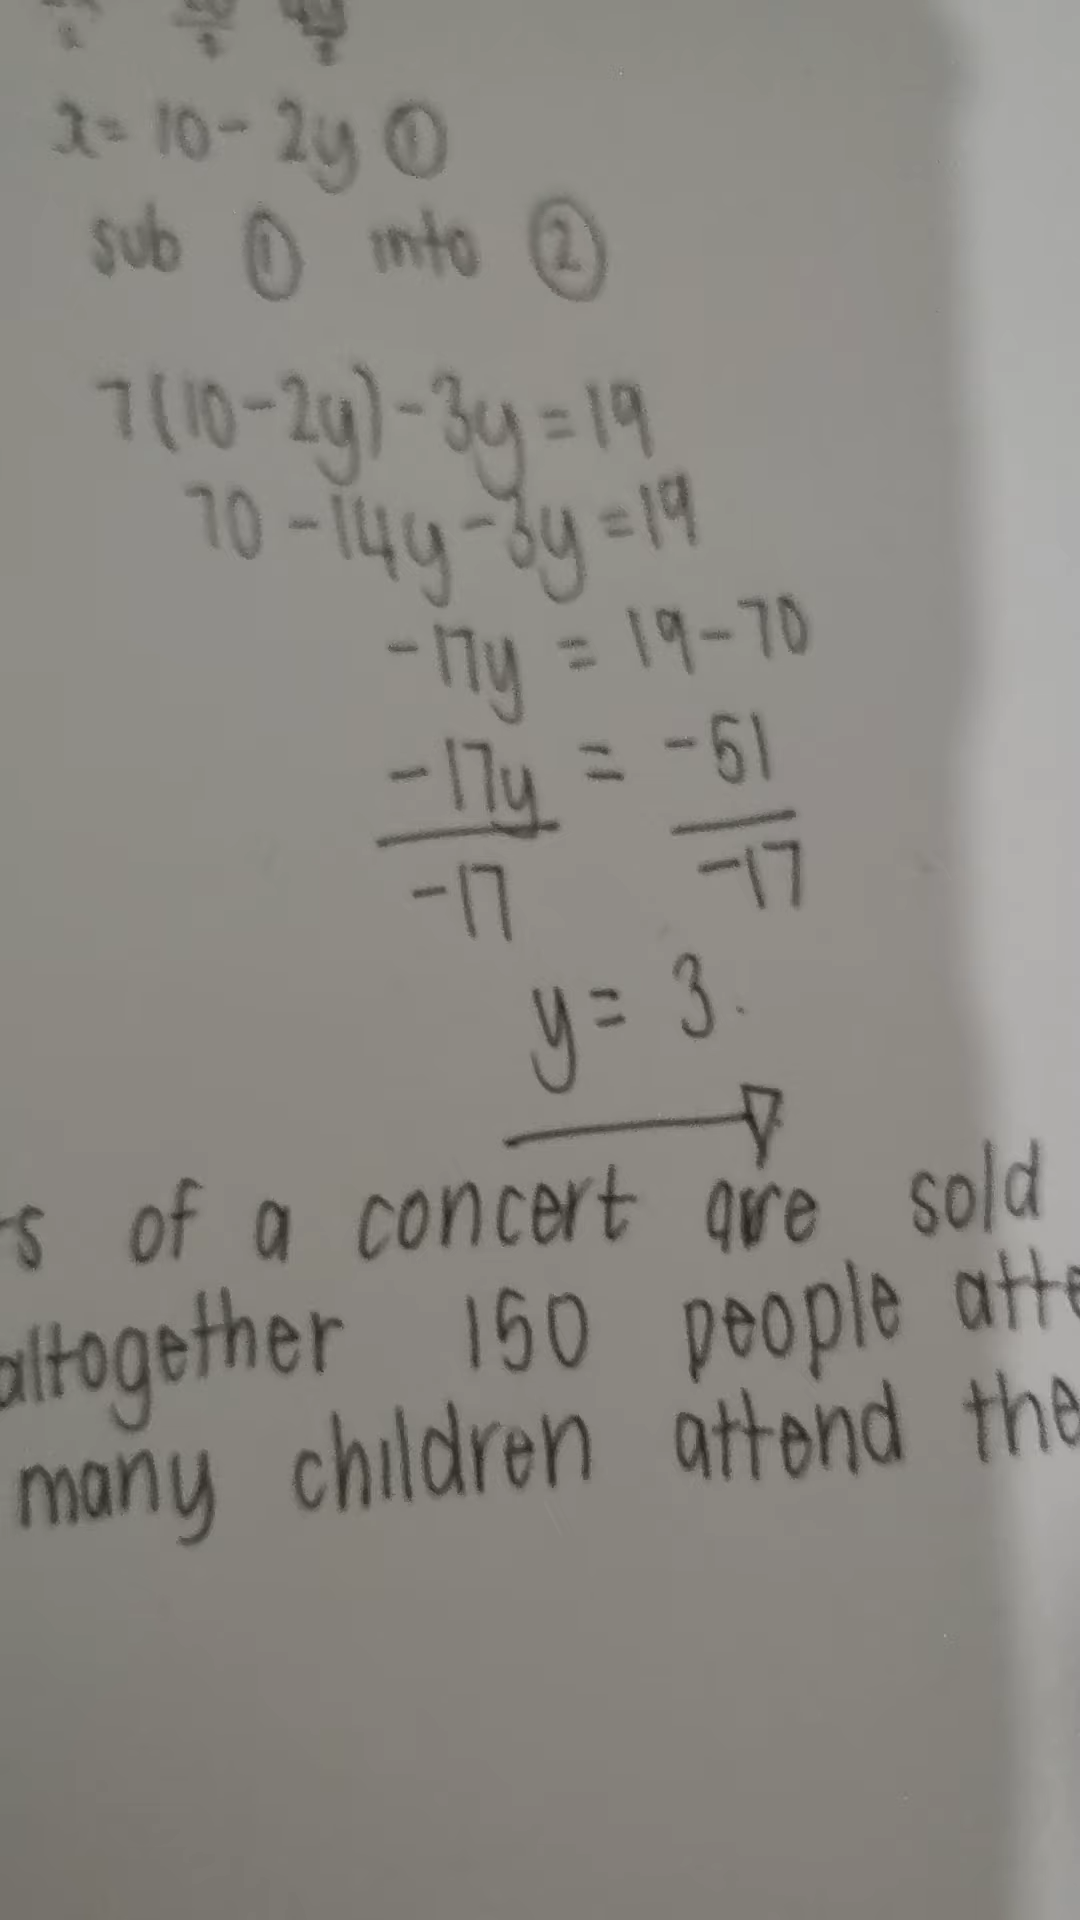 x = 10 - 2y ①
sub ① into ②
7(10-2y) - 3y = 19
70 - 14y - 3y = 19
-17y = 19 - 70
-17y = -51
-17 -17
y = 3.
of a concert are sold
altogether 150 people
many children attend the